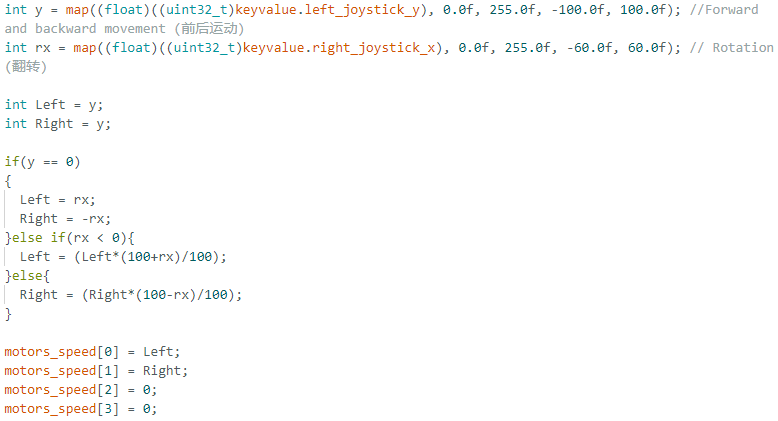 int y = map((float)((uint32_t)keyvalue.left_joystick_y), 0.0f, 255.0f, -100.0f, 100.0f); //Forward
and backward movement (前后运动)
int rx = map((float)((uint32_t)keyvalue.right_joystick_x), 0.0f, 255.0f, -60.0f, 60.0f); // Rotation
(翻转)
int Left = y;
int Right = y;
if(y == 0)
{
Left = rx;
Right = -rx;
}else if(rx < 0){
Left = (Left*(100+rx)/100);
}else{
Right = (Right*(100-rx)/100);
}
motors_speed[0] = Left;
motors_speed[1] = Right;
motors_speed[2] = 0;
motors_speed[3] = 0;